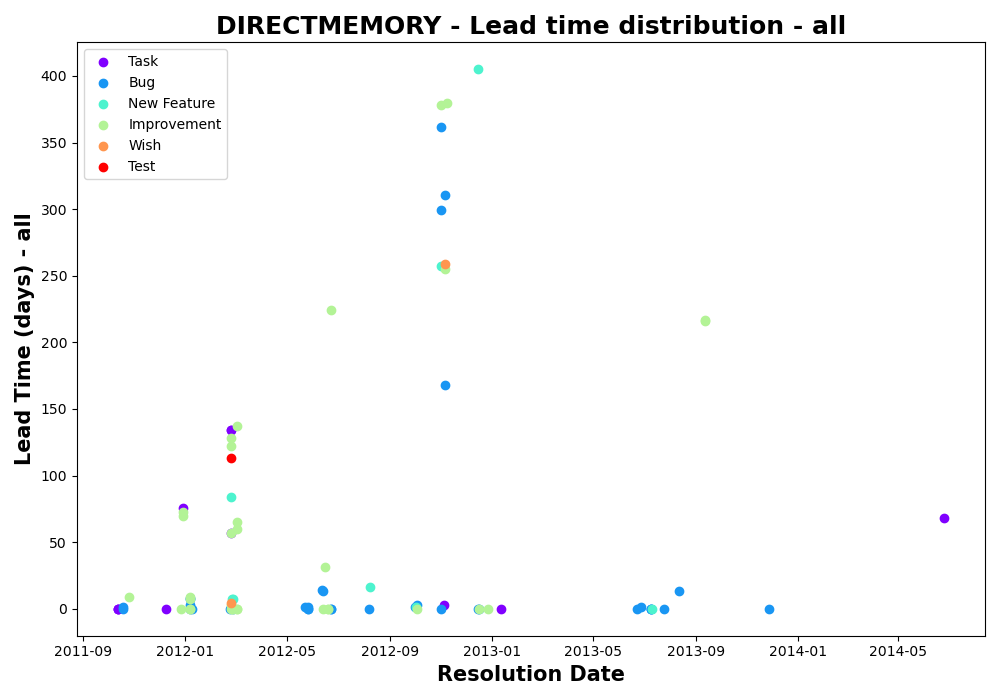 DIRECTMEMORY - Lead time distribution - all
Task
Bug
New Feature
Improvement
Wish
Test
400
350
300
250
200
150
100
50
0
Lead Time (days) - all
2011-09 2012-01 2012-05 2012-09 2013-01 2013-05 2013-09 2014-01 2014-05
Resolution Date